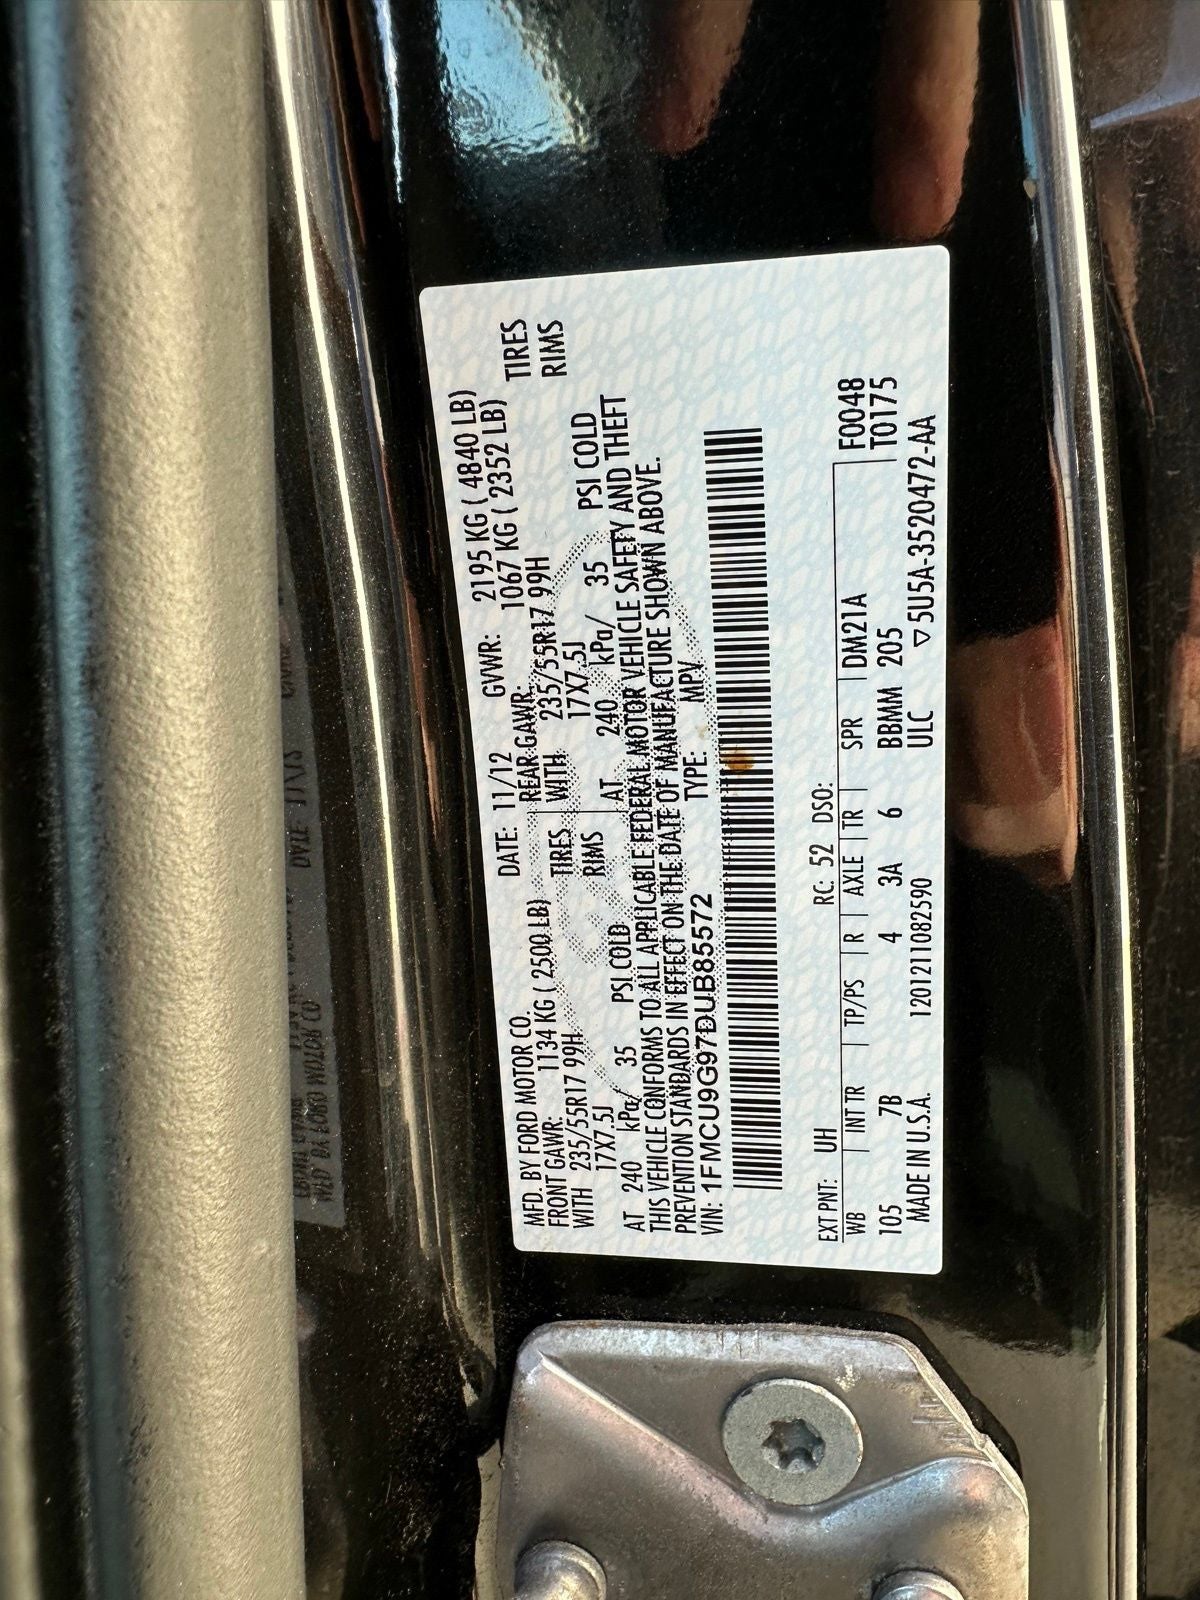 MFD. BY FORD MOTOR CO.
DATE: 11/12 GVWR: 2195 KG ( 4840 LB)
FRONT GAWR: 1134 KG ( 2500 LB) REAR GAWR: 1067 KG ( 2352 LB)
WITH 235/55R17 99H TIRES WITH 235/55R17 99H TIRES
17X7.5J RIMS 17X7.5J RIMS
AT 240 kPa/ 35 PSI COLD AT 240 kPa/ 35 PSI COLD
THIS VEHICLE CONFORMS TO ALL APPLICABLE FEDERAL MOTOR VEHICLE SAFETY AND THEFT
PREVENTION STANDARDS IN EFFECT ON THE DATE OF MANUFACTURE SHOWN ABOVE.
VIN: 1FMCU9G97DUB85572 TYPE: MPV
EXT PNT: UH RC: 52 DSO: F0048
WB INT TR TP/PS R AXLE TR SPR DM21A T0175
105 7B 4 3A 6 BBMM 205
MADE IN U.S.A. 1201211082590 ULC ▽5U5A-3520472-AA